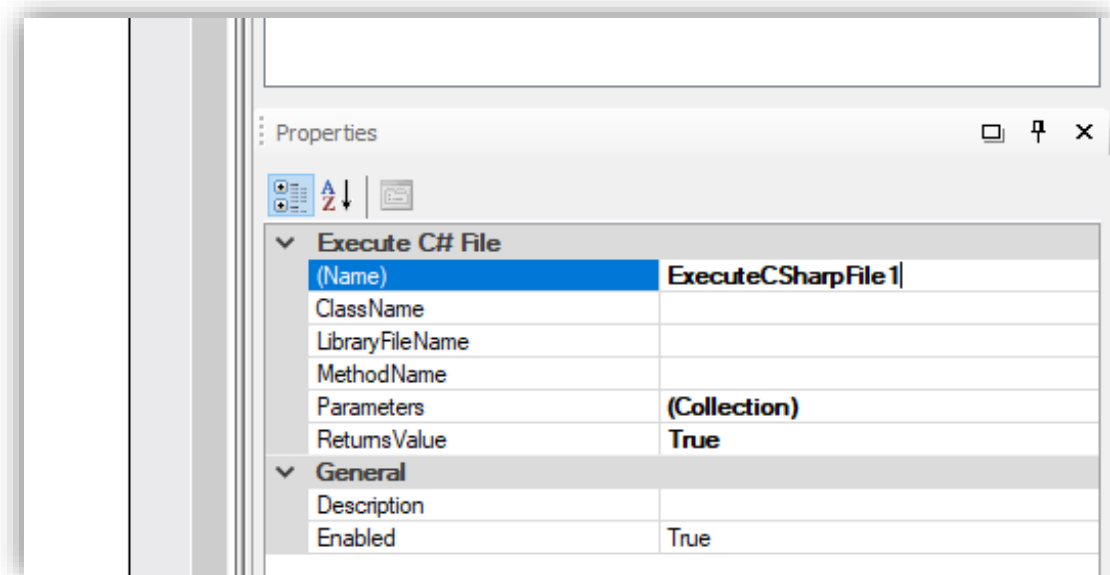 Properties
A
Z
Execute C# File
(Name) ExecuteCSharpFile1
ClassName
LibraryFileName
MethodName
Parameters (Collection)
ReturnsValue True
General
Description
Enabled True